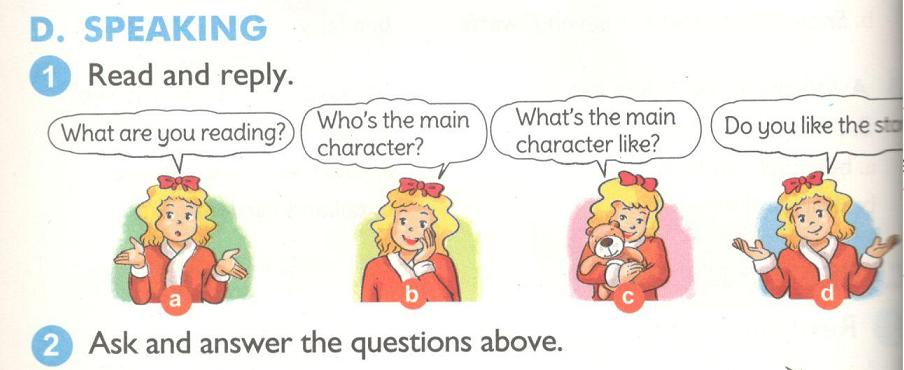 D. SPEAKING
1 Read and reply.
What are you reading?
Who's the main
character?
What's the main
character like?
Do you like the sto
a
b
c
d
2 Ask and answer the questions above.